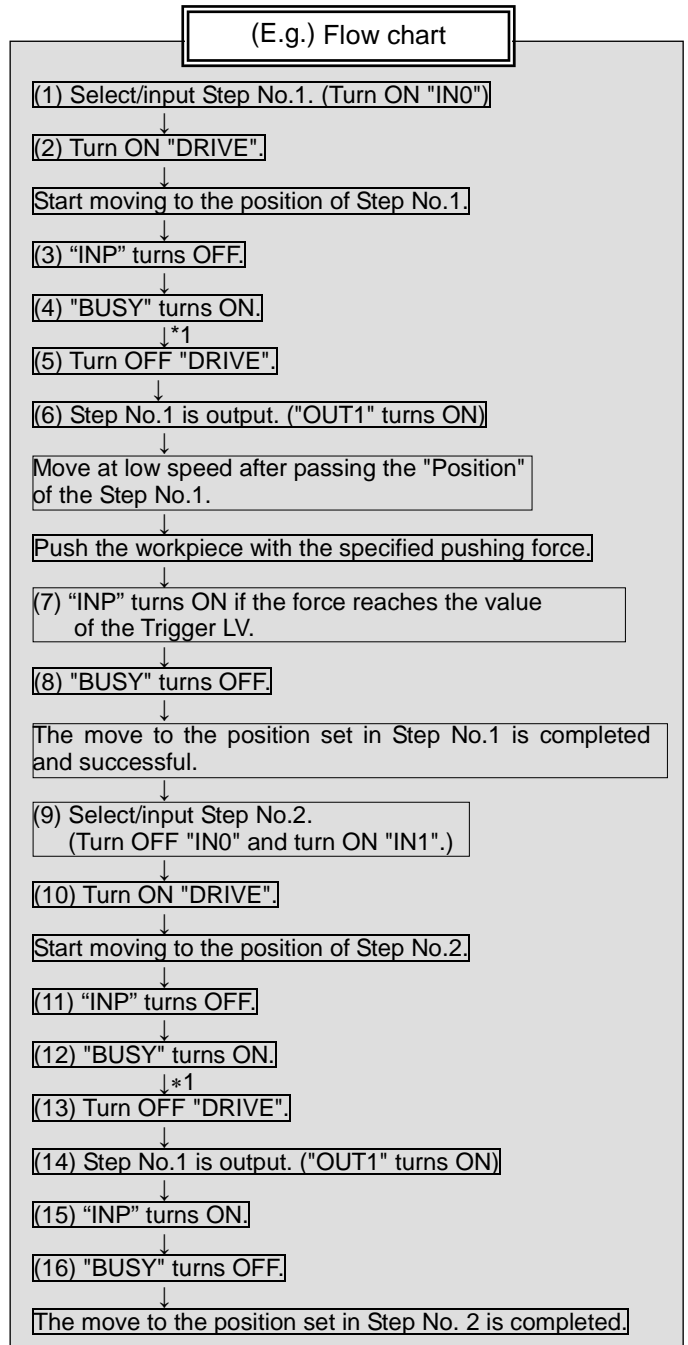 (E.g.) Flow chart
(1) Select/input Step No.1. (Turn ON "IN0")
↓
(2) Turn ON "DRIVE".
↓
Start moving to the position of Step No.1.
↓
(3) “INP” turns OFF.
↓
(4) "BUSY" turns ON.
↓*1
(5) Turn OFF "DRIVE".
↓
(6) Step No.1 is output. ("OUT1" turns ON)
↓
Move at low speed after passing the "Position"
of the Step No.1.
↓
Push the workpiece with the specified pushing force.
↓
(7) “INP” turns ON if the force reaches the value
of the Trigger LV.
↓
(8) "BUSY" turns OFF.
↓
The move to the position set in Step No.1 is completed
and successful.
↓
(9) Select/input Step No.2.
(Turn OFF "IN0" and turn ON "IN1".)
↓
(10) Turn ON "DRIVE".
↓
Start moving to the position of Step No.2.
↓
(11) “INP” turns OFF.
↓
(12) "BUSY" turns ON.
↓*1
(13) Turn OFF "DRIVE".
↓
(14) Step No.1 is output. ("OUT1" turns ON)
↓
(15) “INP” turns ON.
↓
(16) "BUSY" turns OFF.
↓
The move to the position set in Step No. 2 is completed.